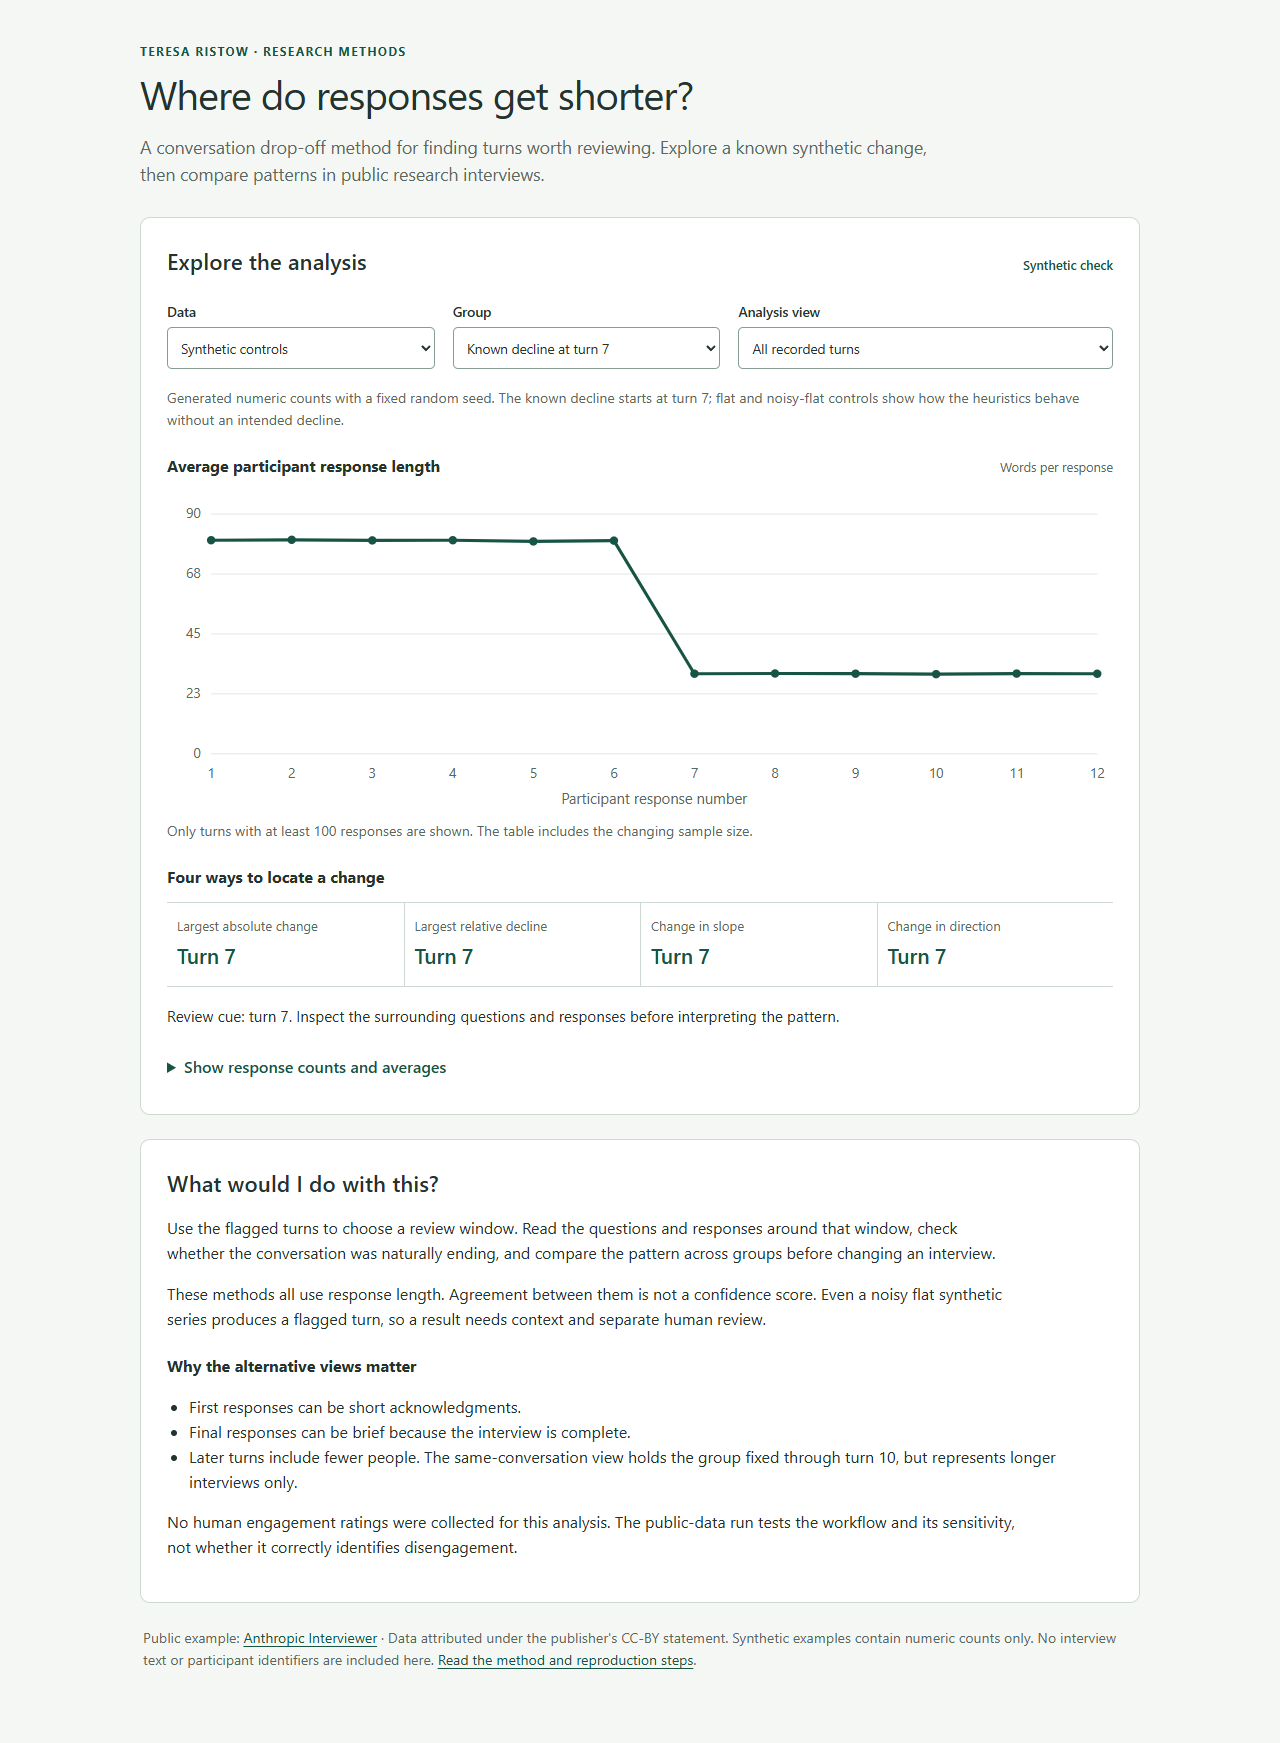 TERESA RISTOW · RESEARCH METHODS
Where do responses get shorter?
A conversation drop-off method for finding turns worth reviewing. Explore a known synthetic change,
then compare patterns in public research interviews.
Explore the analysis
Synthetic check
Data
Group
Analysis view
Synthetic controls
Known decline at turn 7
All recorded turns
Generated numeric counts with a fixed random seed. The known decline starts at turn 7; flat and noisy-flat controls show how the heuristics behave
without an intended decline.
Average participant response length
Words per response
90
68
45
23
0
1 2 3 4 5 6 7 8 9 10 11 12
Participant response number
Only turns with at least 100 responses are shown. The table includes the changing sample size.
Four ways to locate a change
Largest absolute change
Turn 7
Largest relative decline
Turn 7
Change in slope
Turn 7
Change in direction
Turn 7
Review cue: turn 7. Inspect the surrounding questions and responses before interpreting the pattern.
Show response counts and averages
What would I do with this?
Use the flagged turns to choose a review window. Read the questions and responses around that window, check
whether the conversation was naturally ending, and compare the pattern across groups before changing an interview.
These methods all use response length. Agreement between them is not a confidence score. Even a noisy flat synthetic
series produces a flagged turn, so a result needs context and separate human review.
Why the alternative views matter
• First responses can be short acknowledgments.
• Final responses can be brief because the interview is complete.
• Later turns include fewer people. The same-conversation view holds the group fixed through turn 10, but represents longer
interviews only.
No human engagement ratings were collected for this analysis. The public-data run tests the workflow and its sensitivity,
not whether it correctly identifies disengagement.
Public example: Anthropic Interviewer · Data attributed under the publisher's CC-BY statement. Synthetic examples contain numeric counts only. No interview
text or participant identifiers are included here. Read the method and reproduction steps.